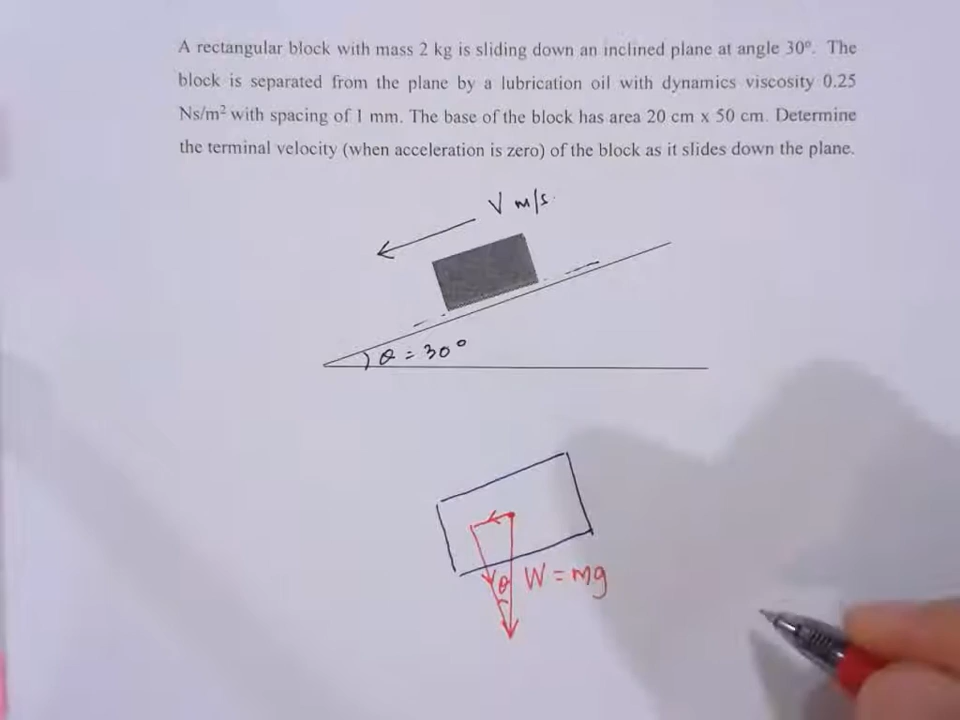 A rectangular block with mass 2 kg is sliding down an inclined plane at angle 30°. The
block is separated from the plane by a lubrication oil with dynamics viscosity 0.25
Ns/m² with spacing of 1 mm. The base of the block has area 20 cm x 50 cm. Determine
the terminal velocity (when acceleration is zero) of the block as it slides down the plane.
V m/s.
θ = 30°
θ W = mg